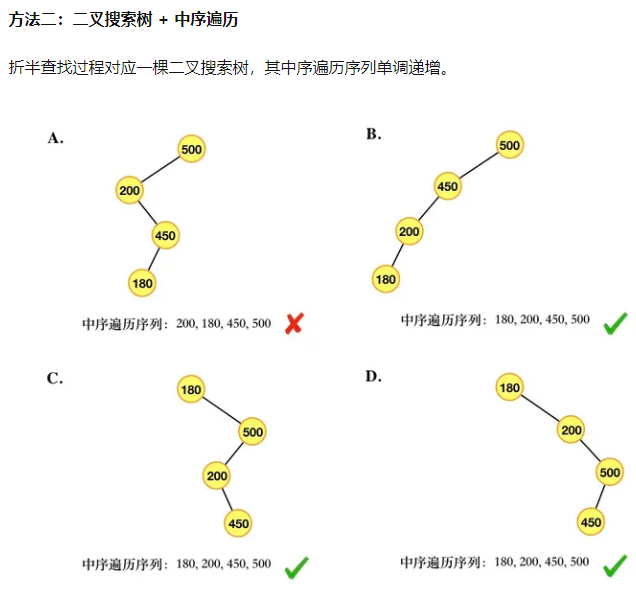 方法二：二叉搜索树 + 中序遍历
折半查找过程对应一棵二叉搜索树，其中序遍历序列单调递增。
A.
500
200
450
180
中序遍历序列：200, 180, 450, 500
B.
500
450
200
180
中序遍历序列：180, 200, 450, 500
C.
180
500
200
450
中序遍历序列：180, 200, 450, 500
D.
180
200
500
450
中序遍历序列：180, 200, 450, 500